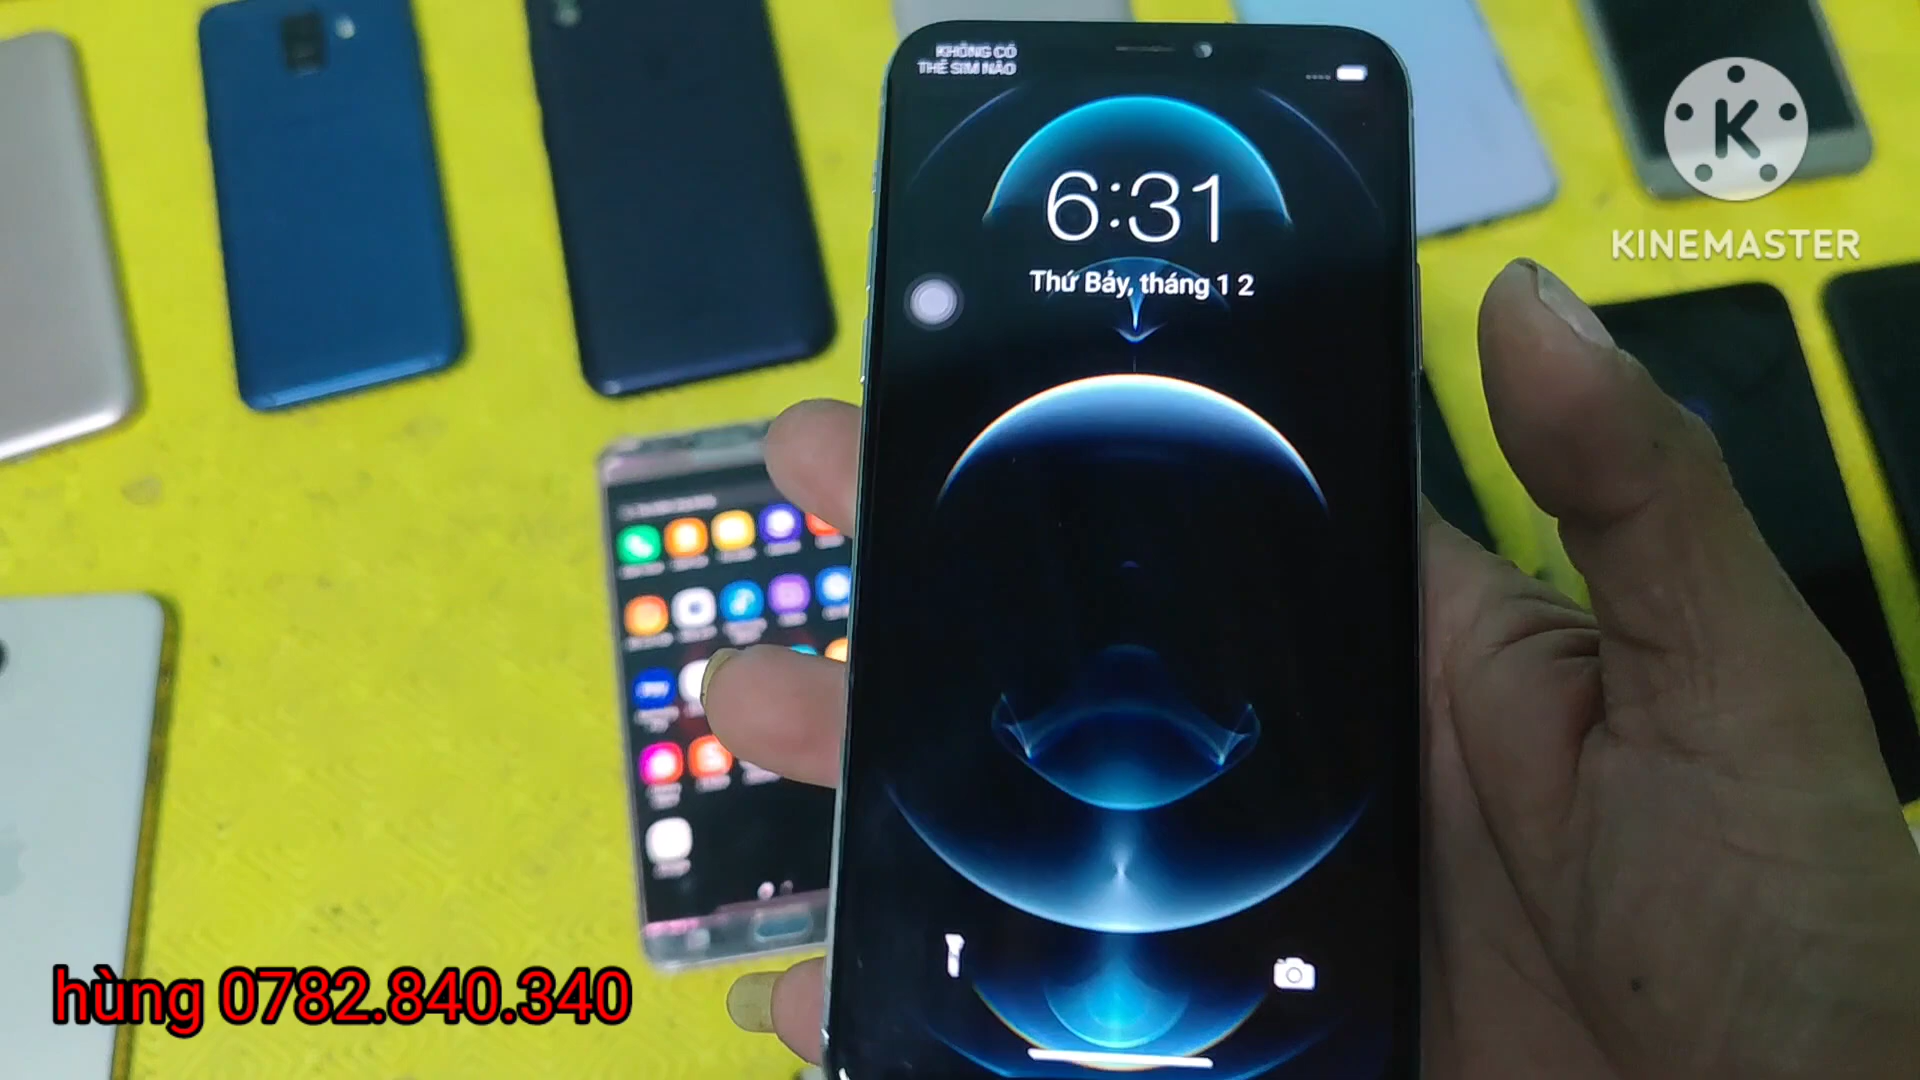 KHÔNG CÓ
THẺ SIM NÀO
6:31
Thứ Bảy, tháng 1 2
K
KINEMASTER
hùng 0782.840.340